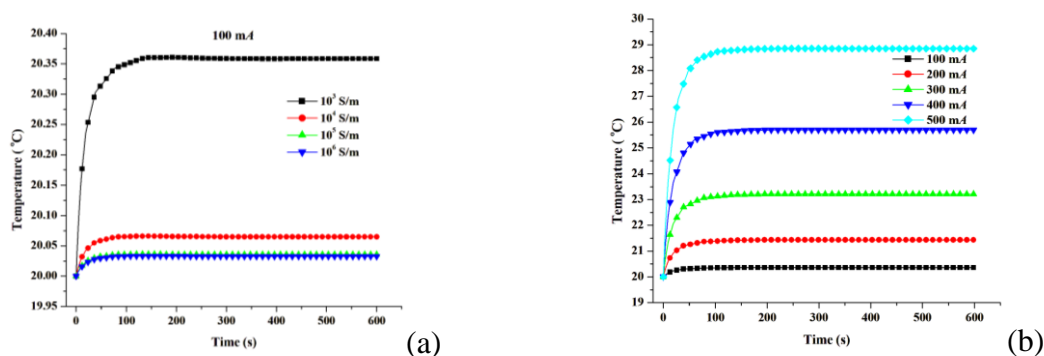 100 mA
20.40
20.35
20.30
20.25
20.20
20.15
20.10
20.05
20.00
19.95
Temperature ( °C)
10³ S/m
10⁴ S/m
10⁵ S/m
10⁶ S/m
0 100 200 300 400 500 600
Time (s)
(a)
30
29
28
27
26
25
24
23
22
21
20
19
Temperature ( °C)
100 mA
200 mA
300 mA
400 mA
500 mA
0 100 200 300 400 500 600
Time (s)
(b)